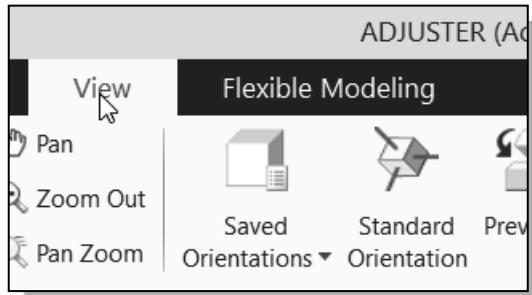 ADJUSTER (Ac
View Flexible Modeling
Pan
Zoom Out
Pan Zoom
Saved
Orientations
Standard
Orientation
Prev